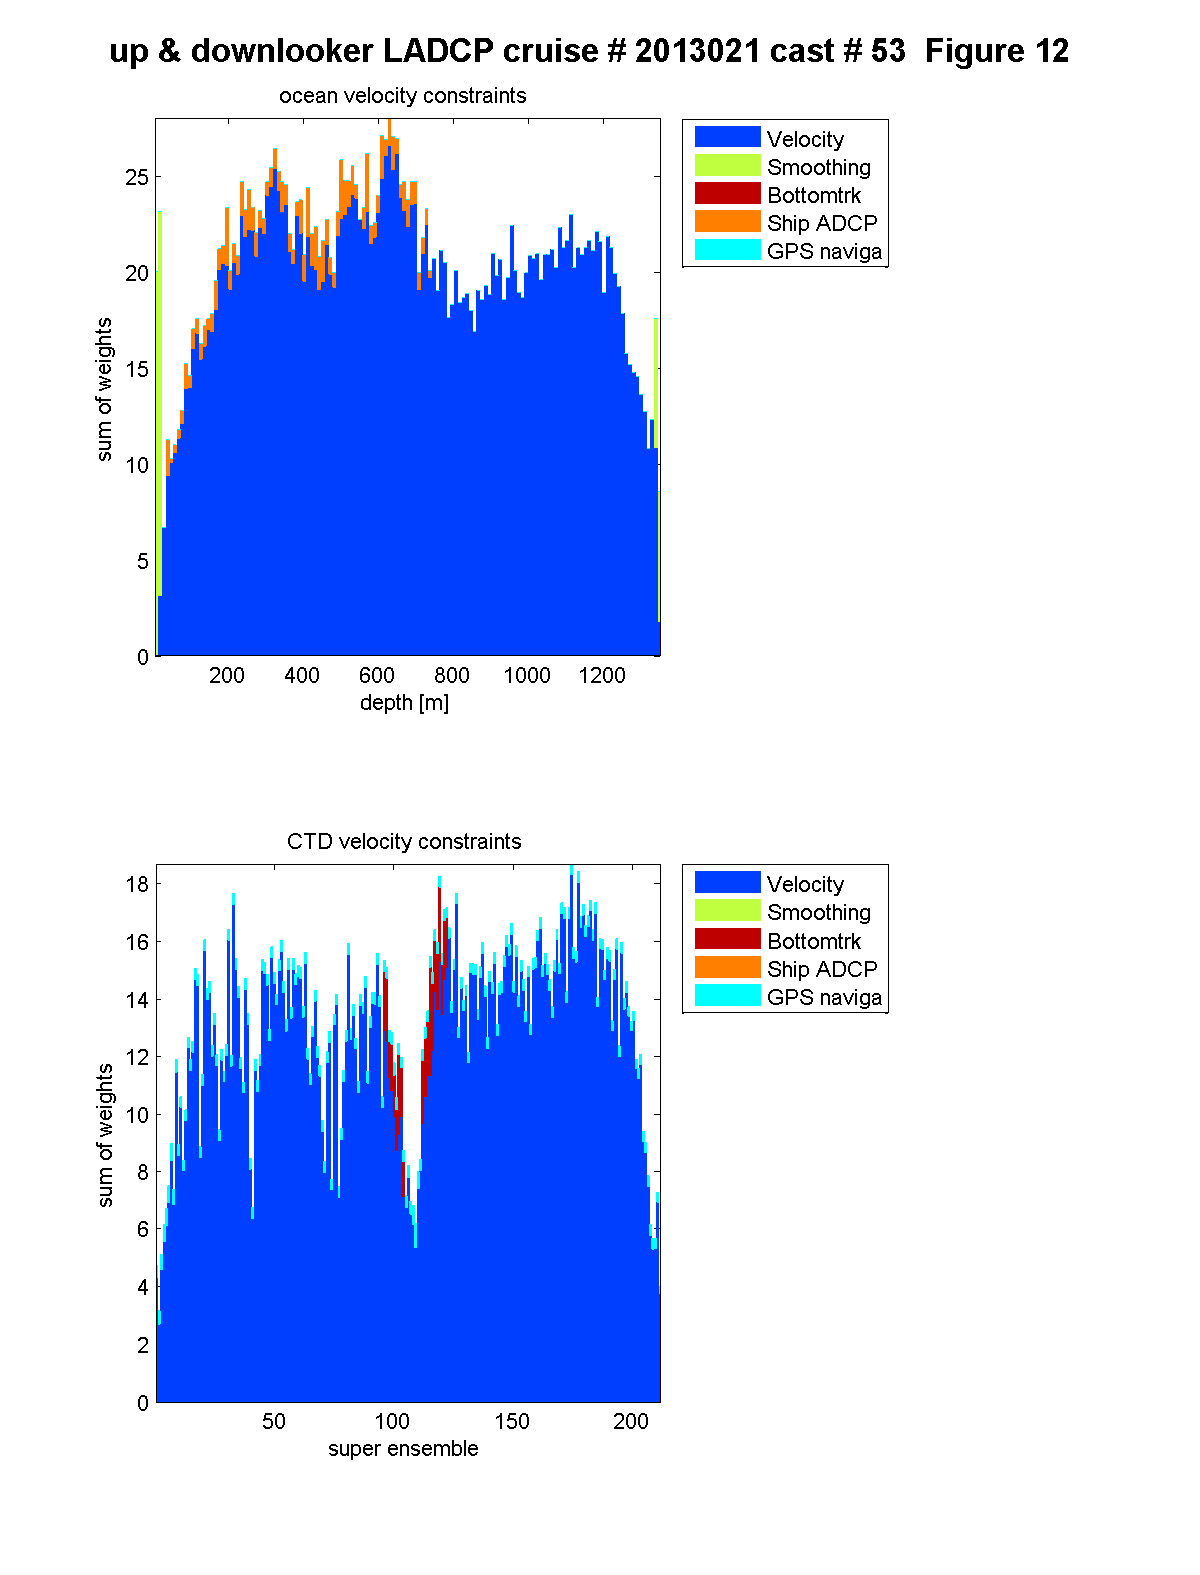 up & downlooker LADCP cruise # 2013021 cast # 53  Figure 12
ocean velocity constraints
25
20
15
10
5
0
sum of weights
200 400 600 800 1000 1200
depth [m]
Velocity
Smoothing
Bottomtrk
Ship ADCP
GPS naviga
CTD velocity constraints
18
16
14
12
10
8
6
4
2
0
sum of weights
50 100 150 200
super ensemble
Velocity
Smoothing
Bottomtrk
Ship ADCP
GPS naviga